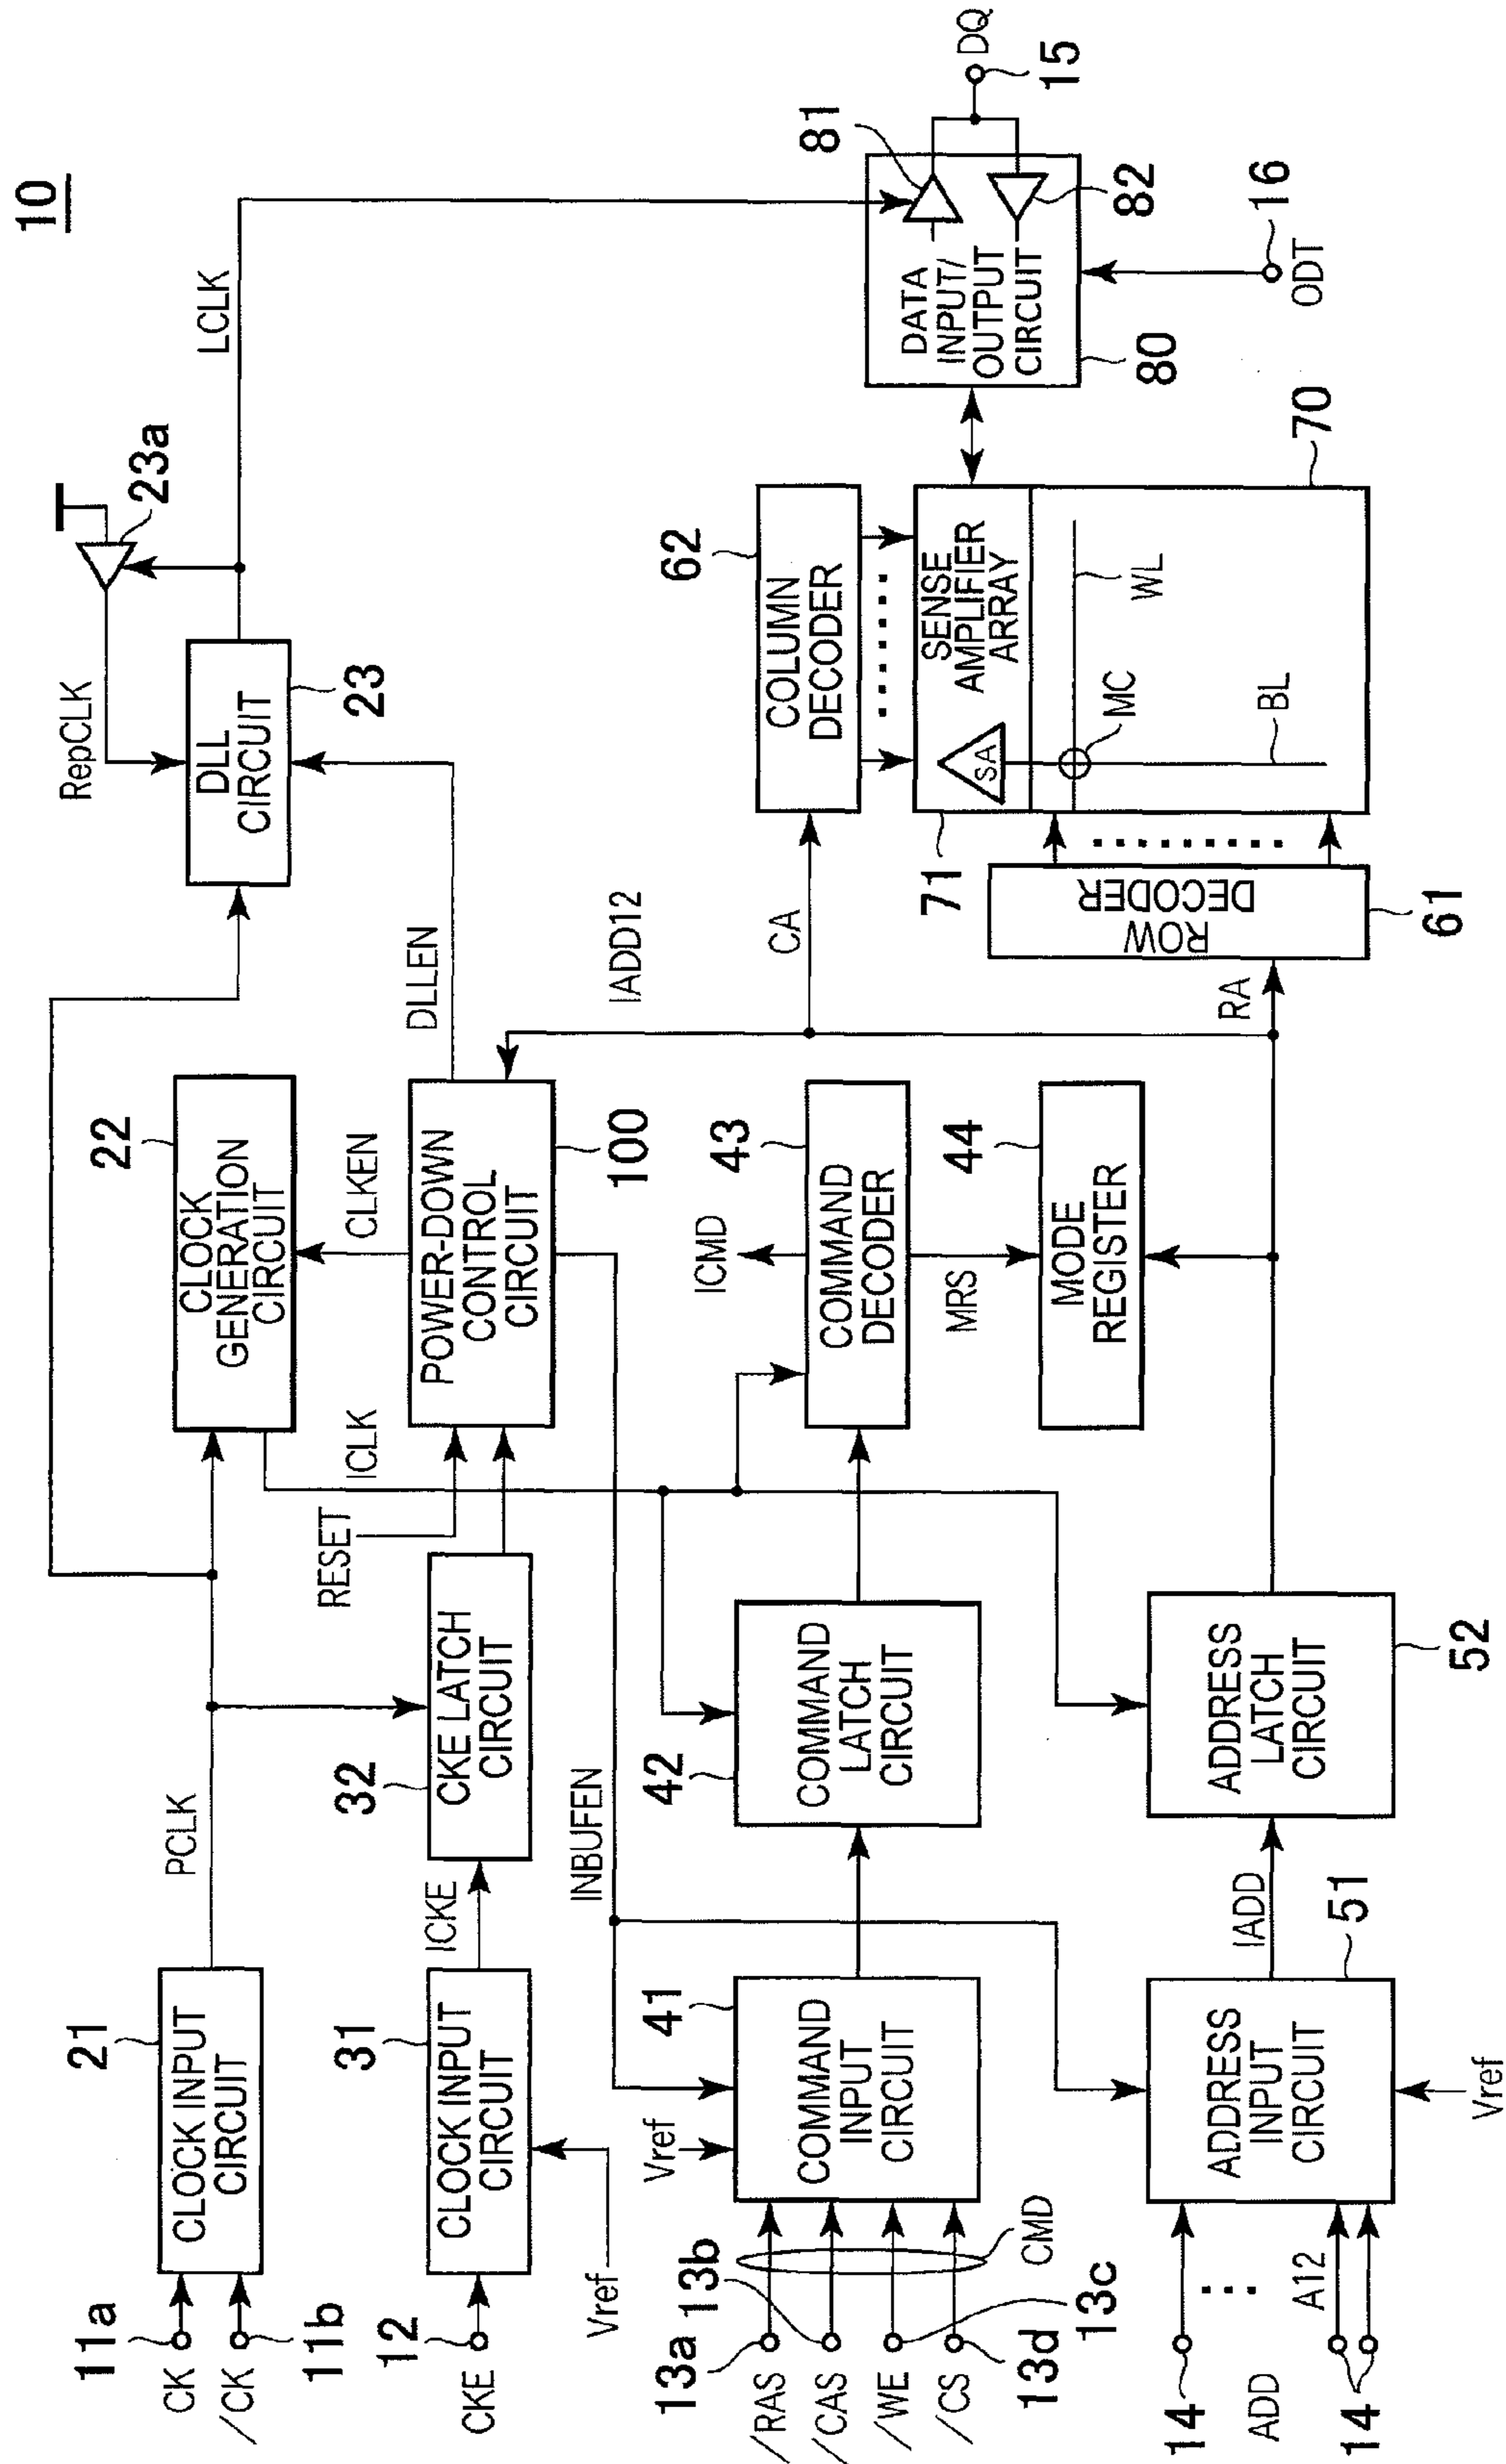 10
11a
CK
/CK
11b
CLOCK INPUT
CIRCUIT
21
PCLK
CLOCK
GENERATION
CIRCUIT
22
DLL
CIRCUIT
23
RepCLK
23a
LCLK
12
CKE
CLOCK INPUT
CIRCUIT
31
Vref
ICKE
CKE LATCH
CIRCUIT
32
RESET
ICLK
CLKEN
POWER-DOWN
CONTROL
CIRCUIT
100
DLLEN
IADD12
INBUFEN
13a
/RAS
13b
/CAS
/WE
13c
/CS
13d
CMD
Vref
COMMAND
INPUT
CIRCUIT
41
COMMAND
LATCH
CIRCUIT
42
COMMAND
DECODER
43
ICMD
MRS
MODE
REGISTER
44
14
ADD
A12
14
ADDRESS
INPUT
CIRCUIT
51
Vref
IADD
ADDRESS
LATCH
CIRCUIT
52
CA
RA
COLUMN
DECODER
62
ROW
DECODER
61
SENSE
AMPLIFIER
ARRAY
SA
71
MC
WL
BL
70
DATA
INPUT/
OUTPUT
CIRCUIT
80
81
82
DQ
15
16
ODT